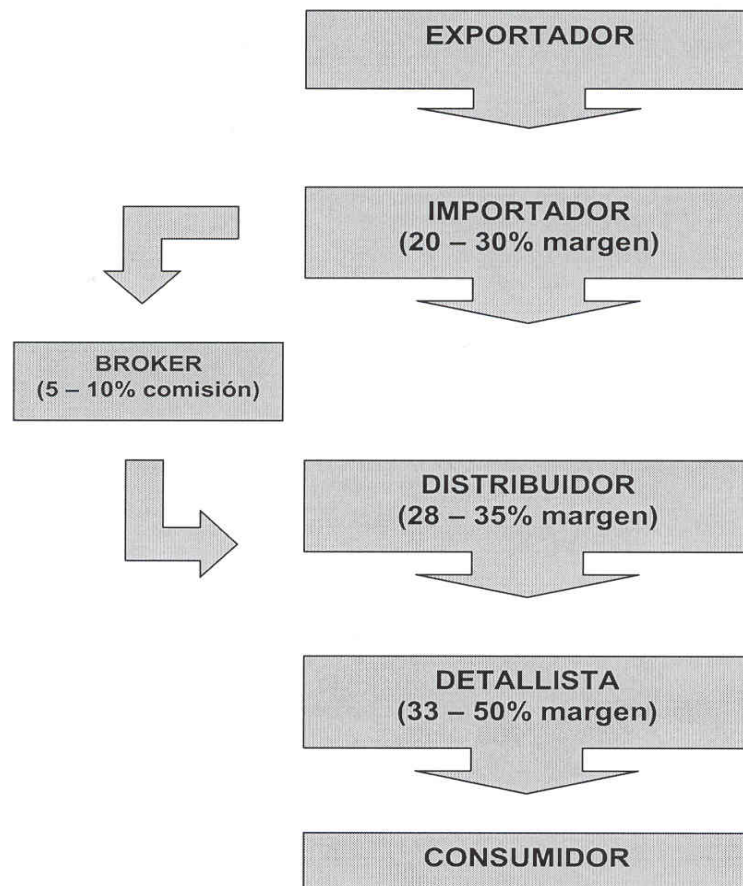 EXPORTADOR
IMPORTADOR
(20 – 30% margen)
BROKER
(5 – 10% comisión)
DISTRIBUIDOR
(28 – 35% margen)
DETALLISTA
(33 – 50% margen)
CONSUMIDOR